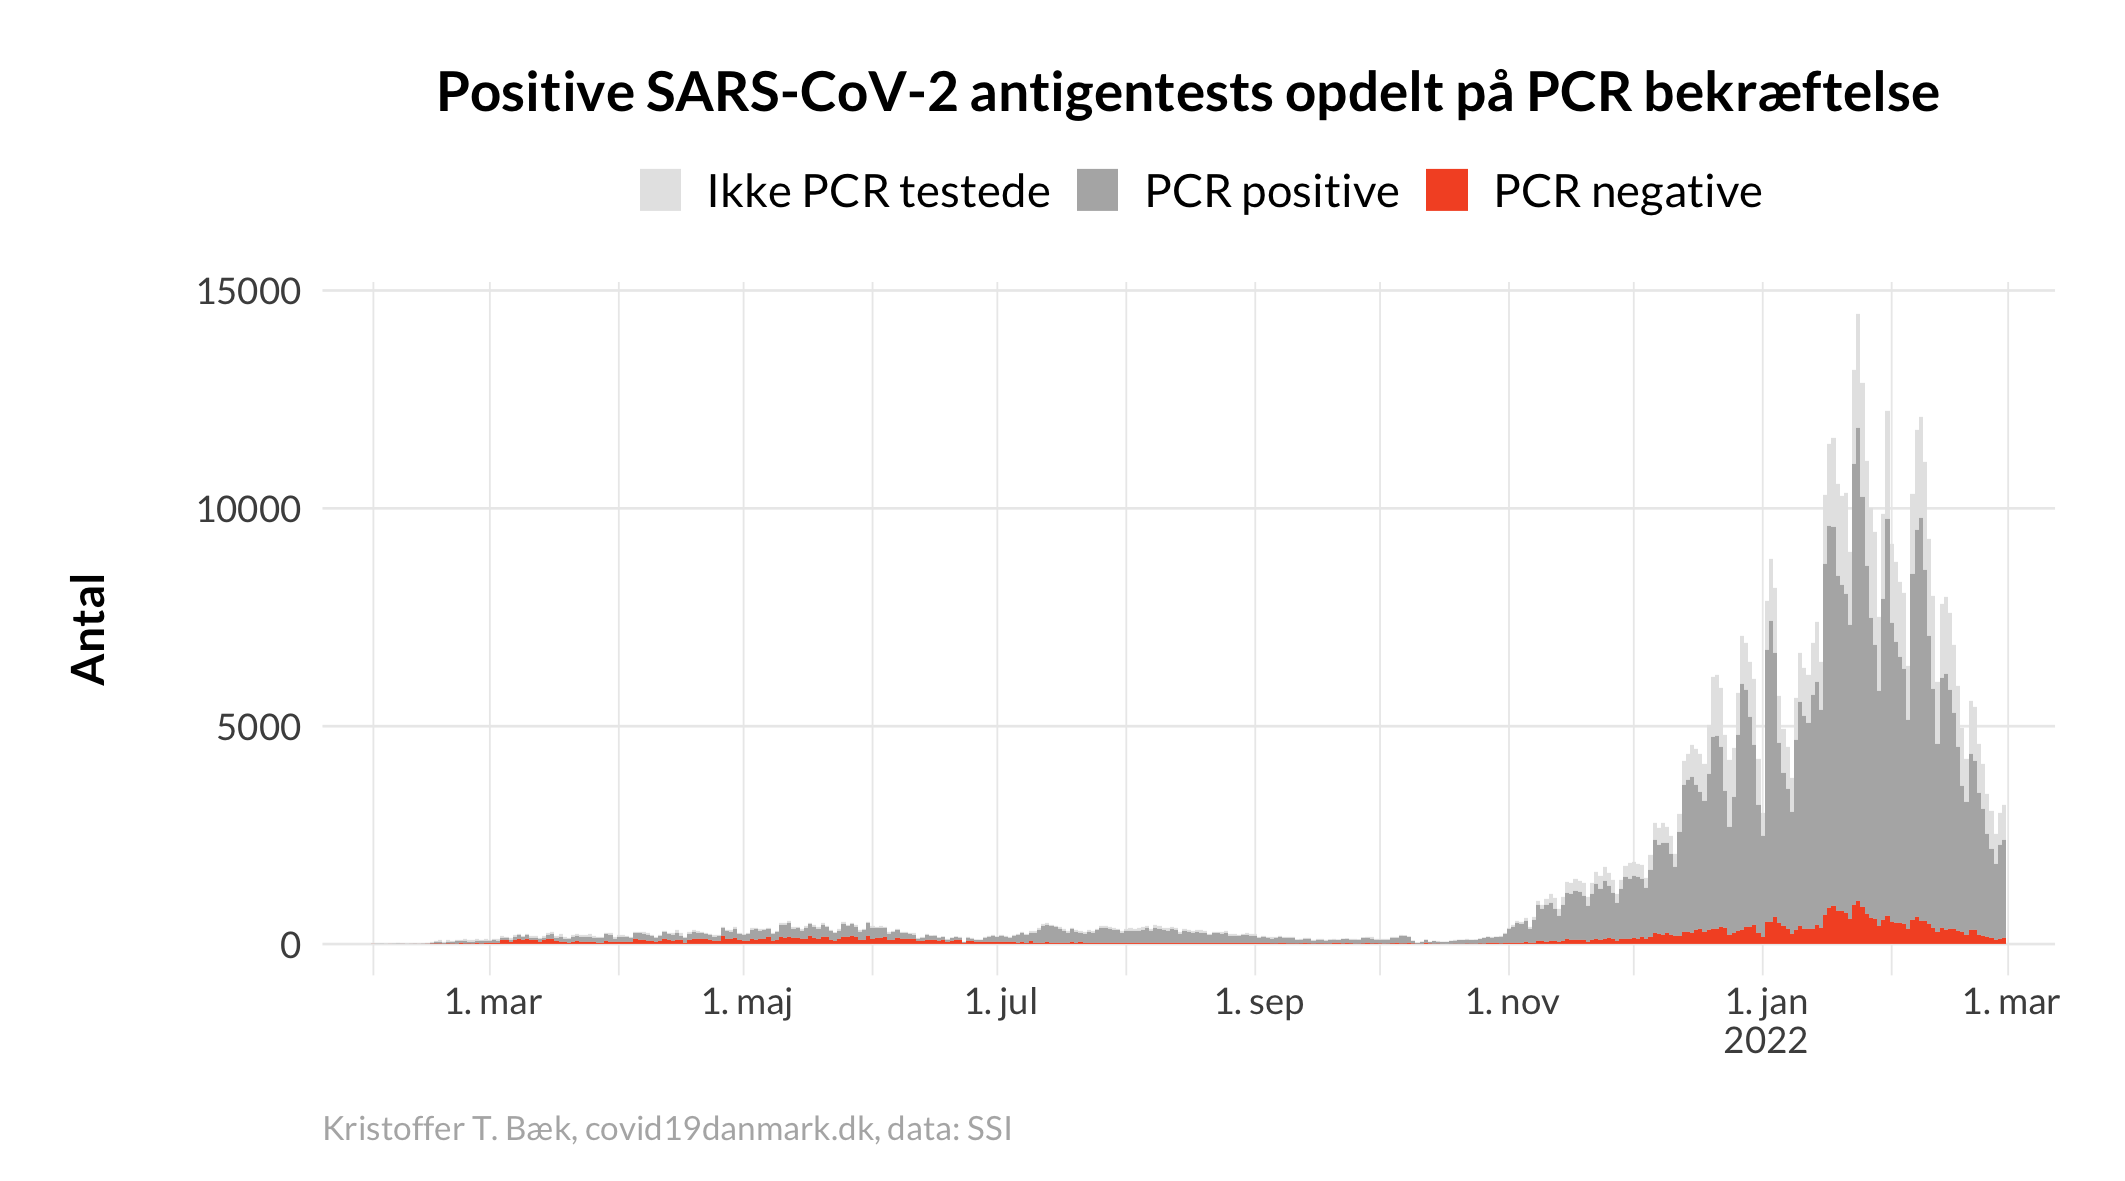 Positive SARS-CoV-2 antigentests opdelt på PCR bekræftelse
Ikke PCR testede PCR positive PCR negative
Antal
15000
10000
5000
0
1. mar 1. maj 1. jul 1. sep 1. nov 1. jan 1. mar
2022
Kristoffer T. Bæk, covid19danmark.dk, data: SSI